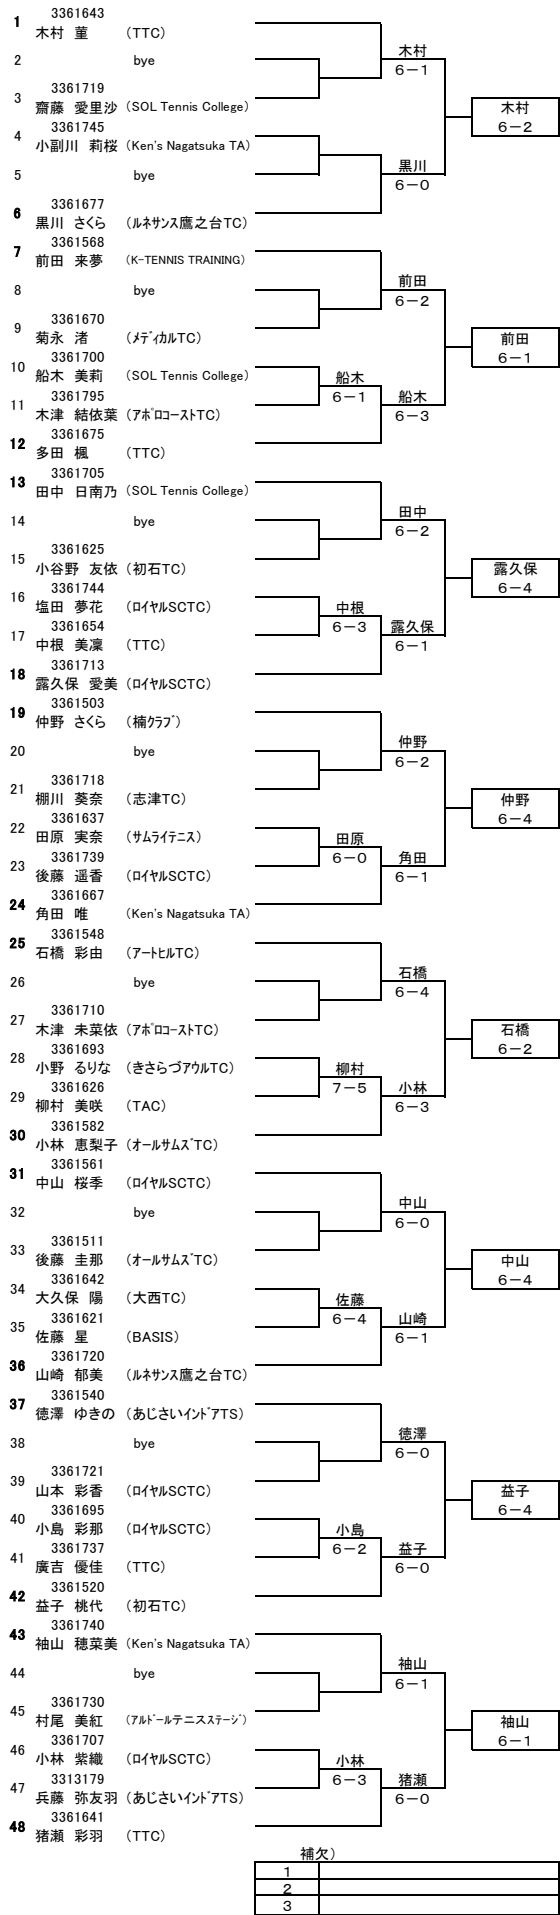 3361643
1 木村 菫 (TTC)
木村
2 bye
6－1
3361719
3 齋藤 愛里沙 (SOL Tennis College)
木村
6－2
3361745
4 小副川 莉桜 (Ken's Nagatsuka TA)
黒川
5 bye
6－0
3361677
6 黒川 さくら (ルネサンス鷹之台TC)
3361568
7 前田 来夢 (K-TENNIS TRAINING)
前田
8 bye
6－2
3361670
9 菊永 渚 (メディカルTC)
前田
6－1
3361700
10 船木 美莉 (SOL Tennis College)
船木
6－1
3361795
11 木津 結依葉 (アポロコーストTC)
船木
6－3
3361675
12 多田 楓 (TTC)
3361705
13 田中 日南乃 (SOL Tennis College)
田中
14 bye
6－2
3361625
15 小谷野 友依 (初石TC)
露久保
6－4
3361744
16 塩田 夢花 (ロイヤルSCTC)
中根
6－3
3361654
17 中根 美凜 (TTC)
露久保
6－1
3361713
18 露久保 愛美 (ロイヤルSCTC)
3361503
19 仲野 さくら (楠クラブ)
仲野
20 bye
6－2
3361718
21 棚川 葵奈 (志津TC)
仲野
6－4
3361637
22 田原 実奈 (サムライテニス)
田原
6－0
3361739
23 後藤 遥香 (ロイヤルSCTC)
角田
6－1
3361667
24 角田 唯 (Ken's Nagatsuka TA)
3361548
25 石橋 彩由 (アートヒルTC)
石橋
26 bye
6－4
3361710
27 木津 未菜依 (アポロコーストTC)
石橋
6－2
3361693
28 小野 るりな (きさらづアウルTC)
柳村
7－5
3361626
29 柳村 美咲 (TAC)
小林
6－3
3361582
30 小林 恵梨子 (オールサムズTC)
3361561
31 中山 桜季 (ロイヤルSCTC)
中山
32 bye
6－0
3361511
33 後藤 圭那 (オールサムズTC)
中山
6－4
3361642
34 大久保 陽 (大西TC)
佐藤
6－4
3361621
35 佐藤 星 (BASIS)
山崎
6－1
3361720
36 山崎 郁美 (ルネサンス鷹之台TC)
3361540
37 徳澤 ゆきの (あじさいインドアTS)
徳澤
38 bye
6－0
3361721
39 山本 彩香 (ロイヤルSCTC)
益子
6－4
3361695
40 小島 彩那 (ロイヤルSCTC)
小島
6－2
3361737
41 廣吉 優佳 (TTC)
益子
6－0
3361520
42 益子 桃代 (初石TC)
3361740
43 袖山 穂菜美 (Ken's Nagatsuka TA)
袖山
44 bye
6－1
3361730
45 村尾 美紅 (アルドールテニスステージ)
袖山
6－1
3361707
46 小林 紫織 (ロイヤルSCTC)
小林
6－3
3313179
47 兵藤 弥友羽 (あじさいインドアTS)
猪瀬
6－0
3361641
48 猪瀬 彩羽 (TTC)
補欠)
1
2
3